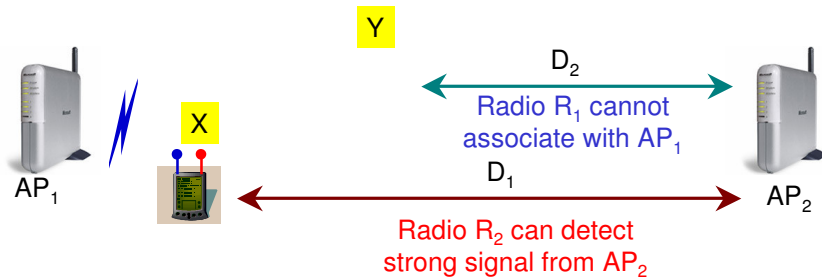 Y
D₂
Radio R₁ cannot
associate with AP₁
X
D₁
AP₁
AP₂
Radio R₂ can detect
strong signal from AP₂